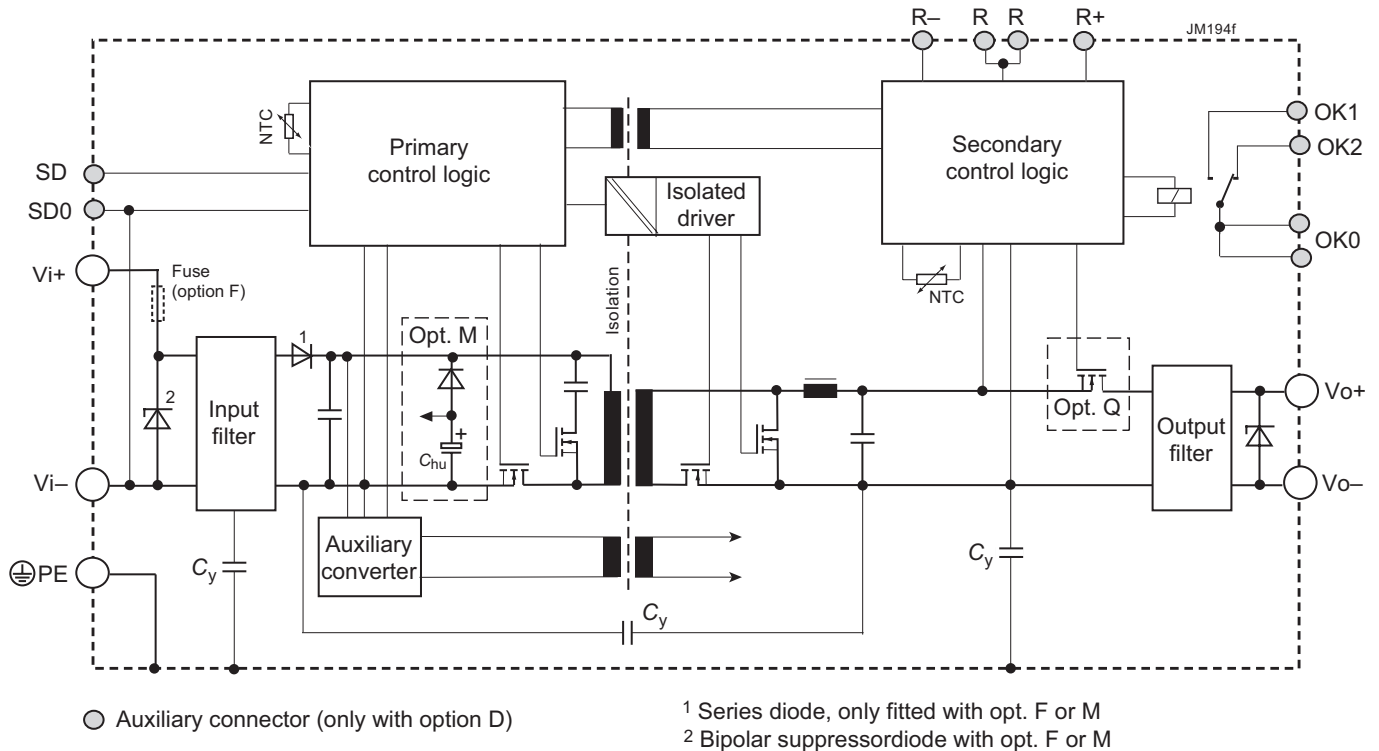 R–
R
R
R+
JM194f
OK1
OK2
OK0
NTC
Primary
control logic
Secondary
control logic
SD
SD0
Isolated
driver
Vi+
Fuse
(option F)
NTC
Isolation
1
Opt. M
2
Input
filter
+
Chu
Opt. Q
Output
filter
Vo+
Vi–
Vo–
Auxiliary
converter
PE
Cy
Cy
Cy
Auxiliary connector (only with option D)
1 Series diode, only fitted with opt. F or M
2 Bipolar suppressordiode with opt. F or M